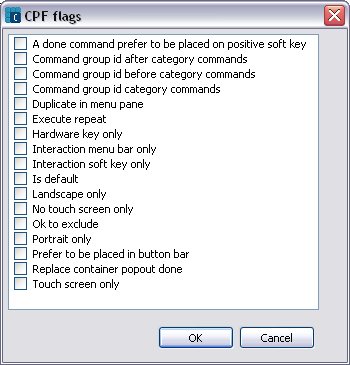 CPF flags
A done command prefer to be placed on positive soft key
Command group id after category commands
Command group id before category commands
Command group id category commands
Duplicate in menu pane
Execute repeat
Hardware key only
Interaction menu bar only
Interaction soft key only
Is default
Landscape only
No touch screen only
Ok to exclude
Portrait only
Prefer to be placed in button bar
Replace container popout done
Touch screen only
OK
Cancel